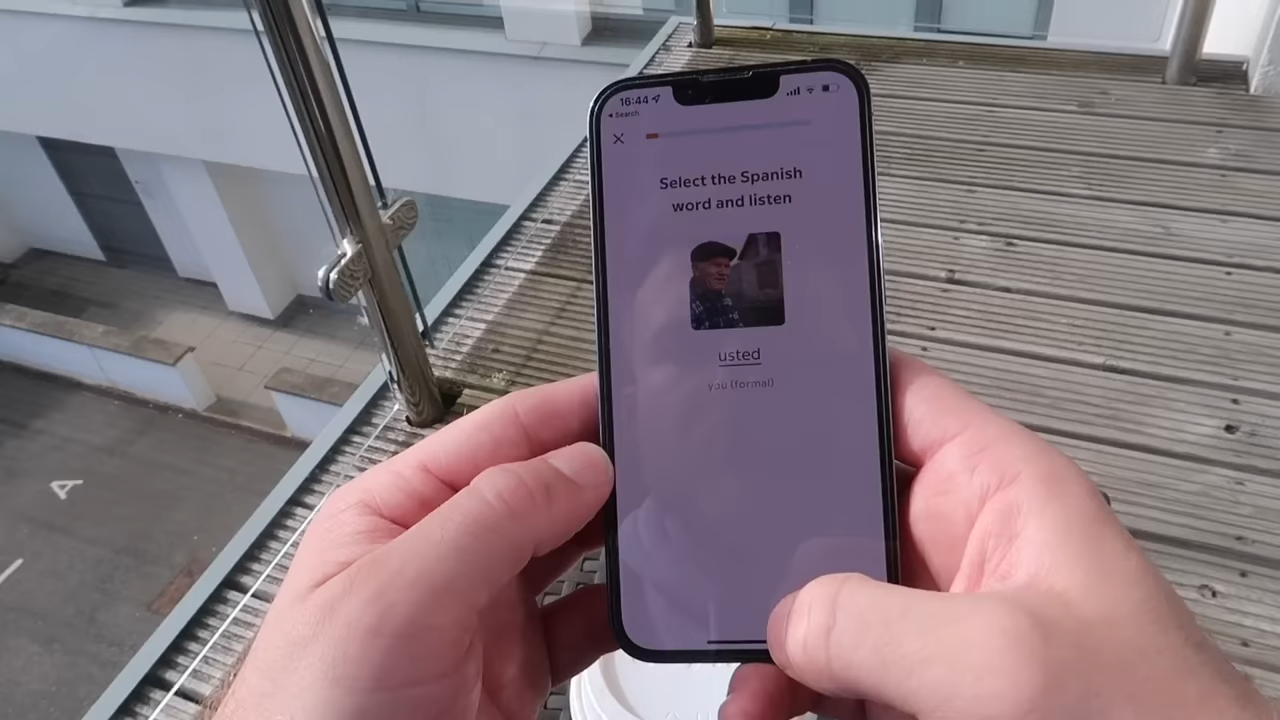 16:44
Search
Select the Spanish
word and listen
usted
you (formal)
A